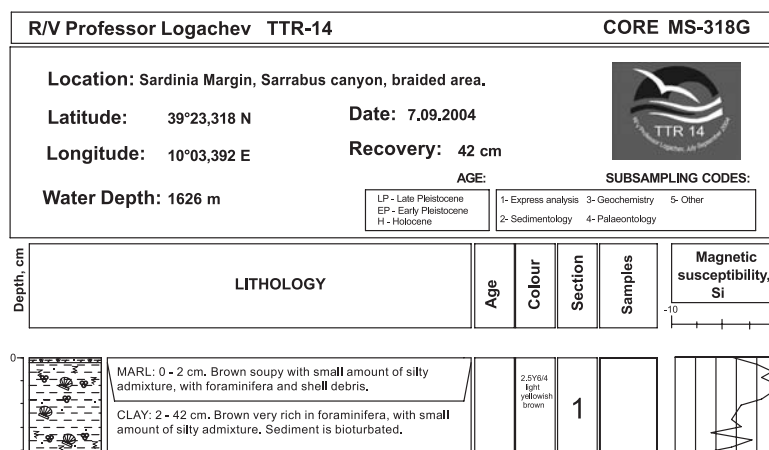 R/V Professor Logachev TTR-14
CORE MS-318G
Location: Sardinia Margin, Sarrabus canyon, braided area.
Latitude: 39°23,318 N
Date: 7.09.2004
Longitude: 10°03,392 E
Recovery: 42 cm
Water Depth: 1626 m
TTR 14
R/V Professor Logachev, July September 2004
AGE:
LP - Late Pleistocene
EP - Early Pleistocene
H - Holocene
SUBSAMPLING CODES:
1- Express analysis 3- Geochemistry 5- Other
2- Sedimentology 4- Palaeontology
Depth, cm
LITHOLOGY
Age
Colour
Section
Samples
Magnetic
susceptibility,
Si
-10
0
MARL: 0 - 2 cm. Brown soupy with small amount of silty
admixture, with foraminifera and shell debris.
CLAY: 2 - 42 cm. Brown very rich in foraminifera, with small
amount of silty admixture. Sediment is bioturbated.
2.5Y6/4
light
yellowish
brown
1